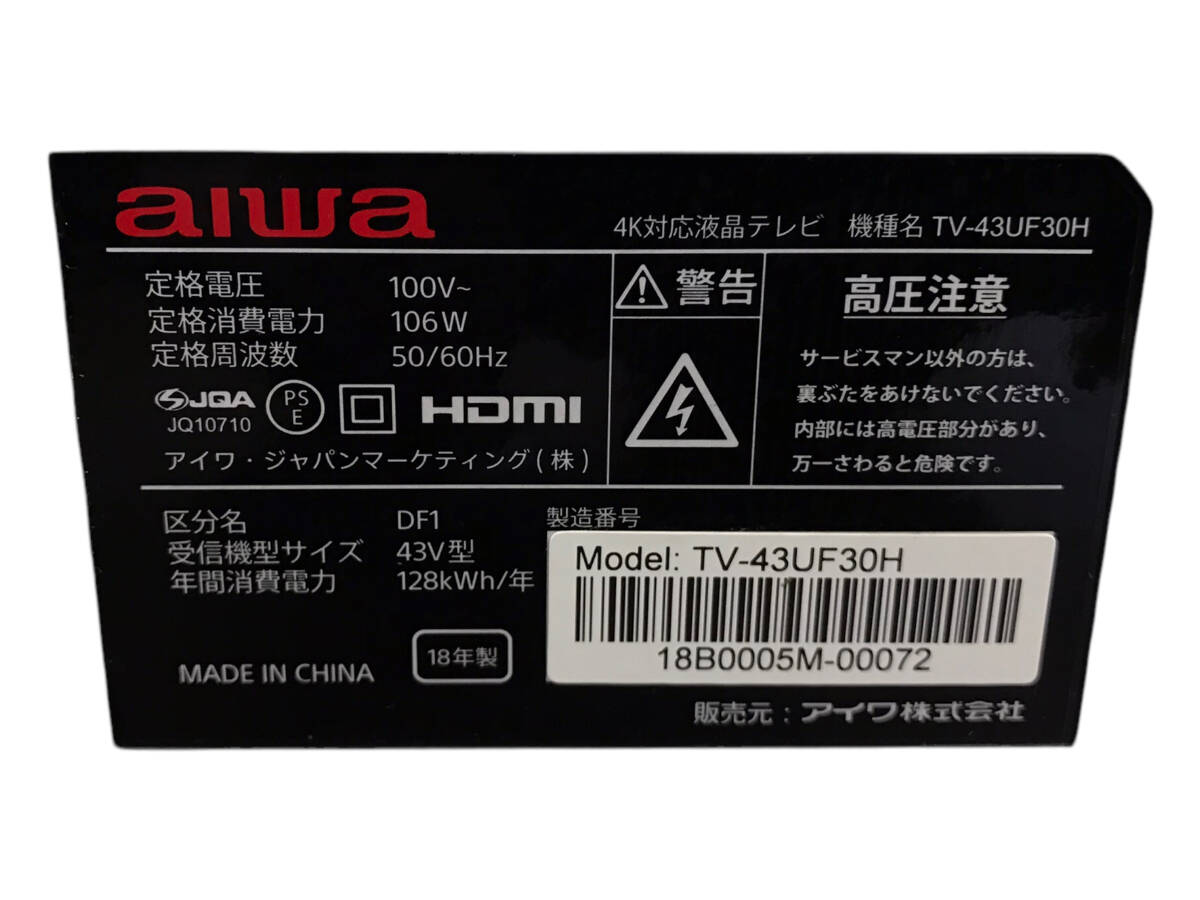 aiwa
4K対応液晶テレビ 機種名 TV-43UF30H
定格電圧 100V~
定格消費電力 106W
定格周波数 50/60Hz
JQA
JQ10710
PS
E
HDMI
アイワ・ジャパンマーケティング(株)
警告
高圧注意
サービスマン以外の方は、
裏ぶたをあけないでください。
内部には高電圧部分があり、
万一さわると危険です。
区分名 DF1
受信機型サイズ 43V型
年間消費電力 128kWh/年
MADE IN CHINA
18年製
製造番号
Model: TV-43UF30H
18B0005M-00072
販売元：アイワ株式会社